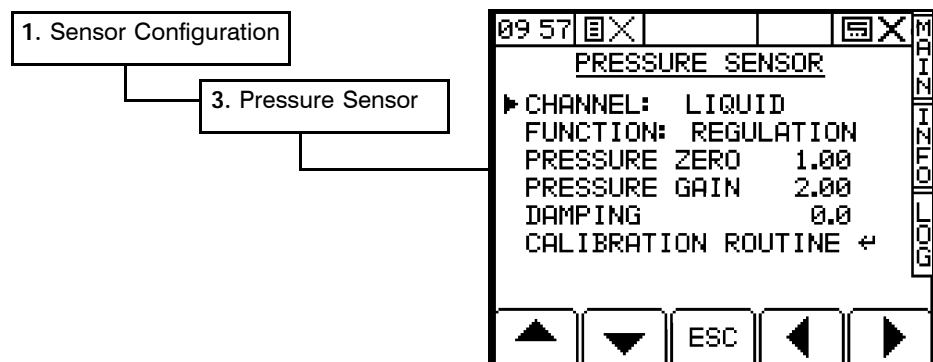 1. Sensor Configuration
3. Pressure Sensor
09 57
PRESSURE SENSOR
CHANNEL: LIQUID
FUNCTION: REGULATION
PRESSURE ZERO 1.00
PRESSURE GAIN 2.00
DAMPING 0.0
CALIBRATION ROUTINE ↵
MAIN
INFO
LOG
ESC